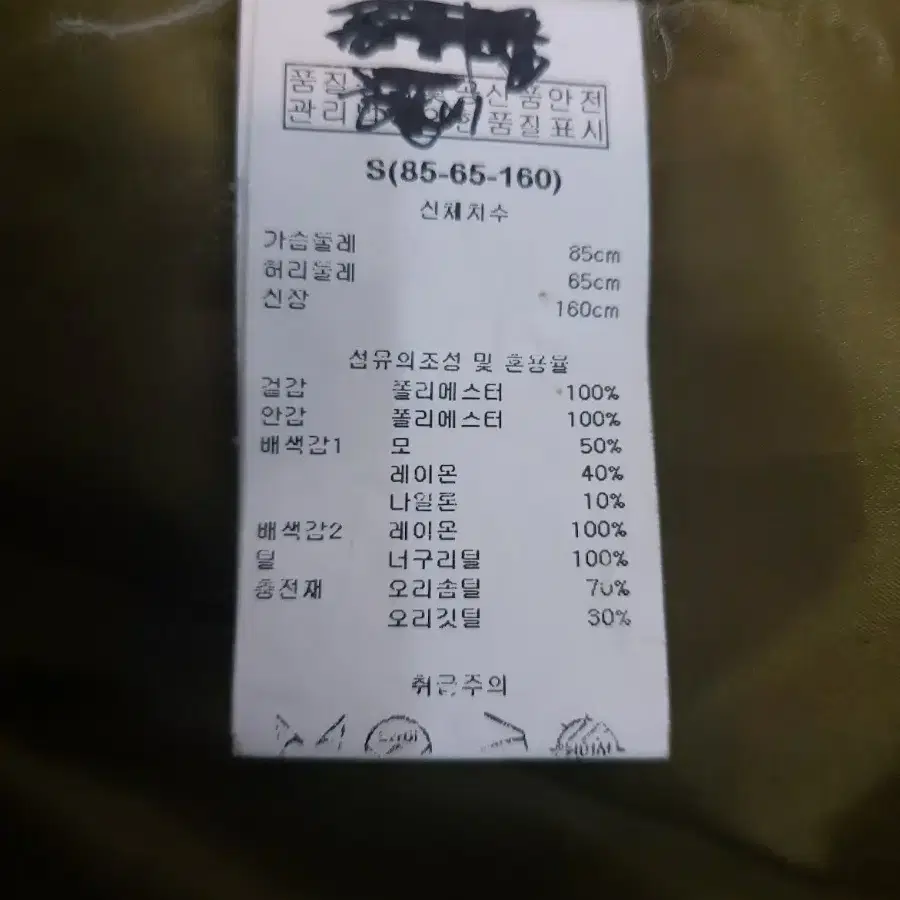 품질
신품안전
관리
품질표시
S(85-65-160)
신체치수
가슴둘레 85cm
허리둘레 65cm
신장 160cm
섬유의조성 및 혼용율
겉감 폴리에스터 100%
안감 폴리에스터 100%
배색감1 모 50%
레이온 40%
나일론 10%
배색감2 레이온 100%
털 너구리털 100%
충전재 오리솜털 70%
오리깃털 30%
취급주의